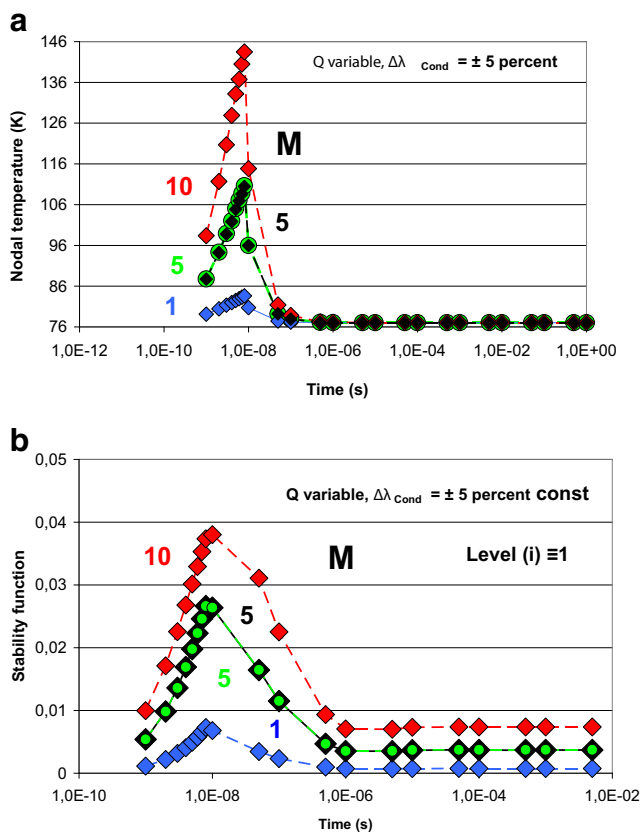 a
146
136
126
116
106
96
86
76
Nodal temperature (K)
Q variable, Δλ Cond = ± 5 percent
M
10
5
5
1
1,0E-12 1,0E-10 1,0E-08 1,0E-06 1,0E-04 1,0E-02 1,0E+00
Time (s)
b
0,05
0,04
0,03
0,02
0,01
0
Stability function
Q variable, Δλ Cond = ± 5 percent const
10
M
Level (i) ≡1
5
5
1
1,0E-10 1,0E-08 1,0E-06 1,0E-04 1,0E-02
Time (s)